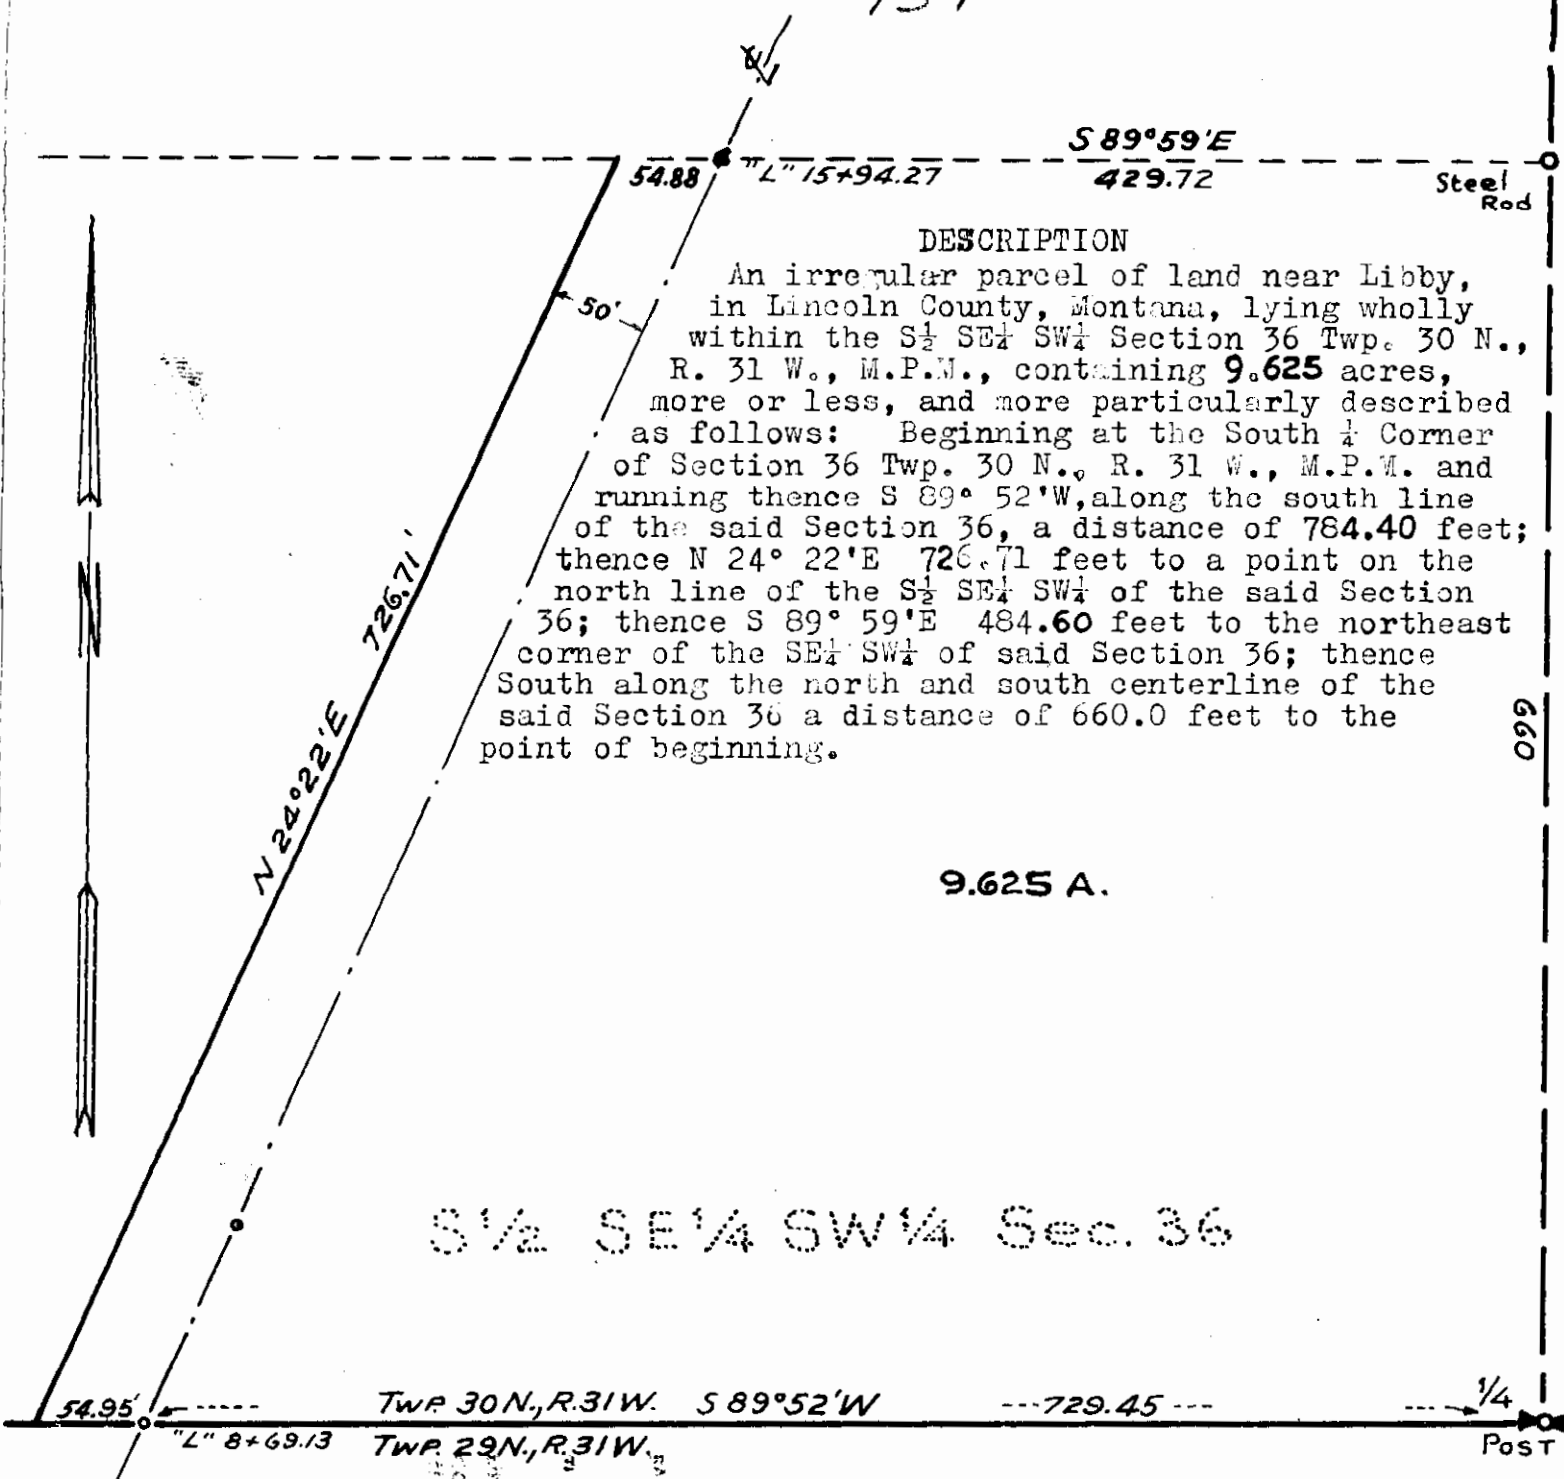 S 89°59'E
54.88 "L" 15+94.27 429.72 Steel Rod
DESCRIPTION
An irregular parcel of land near Libby,
in Lincoln County, Montana, lying wholly
within the S½ SE¼ SW¼ Section 36 Twp. 30 N.,
R. 31 W., M.P.M., containing 9.625 acres,
more or less, and more particularly described
as follows: Beginning at the South ¼ Corner
of Section 36 Twp. 30 N., R. 31 W., M.P.M. and
running thence S 89° 52'W, along the south line
of the said Section 36, a distance of 784.40 feet;
thence N 24° 22'E 726.71 feet to a point on the
north line of the S½ SE¼ SW¼ of the said Section
36; thence S 89° 59'E 484.60 feet to the northeast
corner of the SE¼ SW¼ of said Section 36; thence
South along the north and south centerline of the
said Section 36 a distance of 660.0 feet to the
point of beginning.
50'
N
N 24°22'E 726.71'
660
9.625 A.
S½ SE¼ SW¼ Sec. 36
54.95' Twp. 30N., R.31W. S 89°52'W ---729.45--- ¼
"L" 8+69.13 Twp. 29N., R.31W. Post